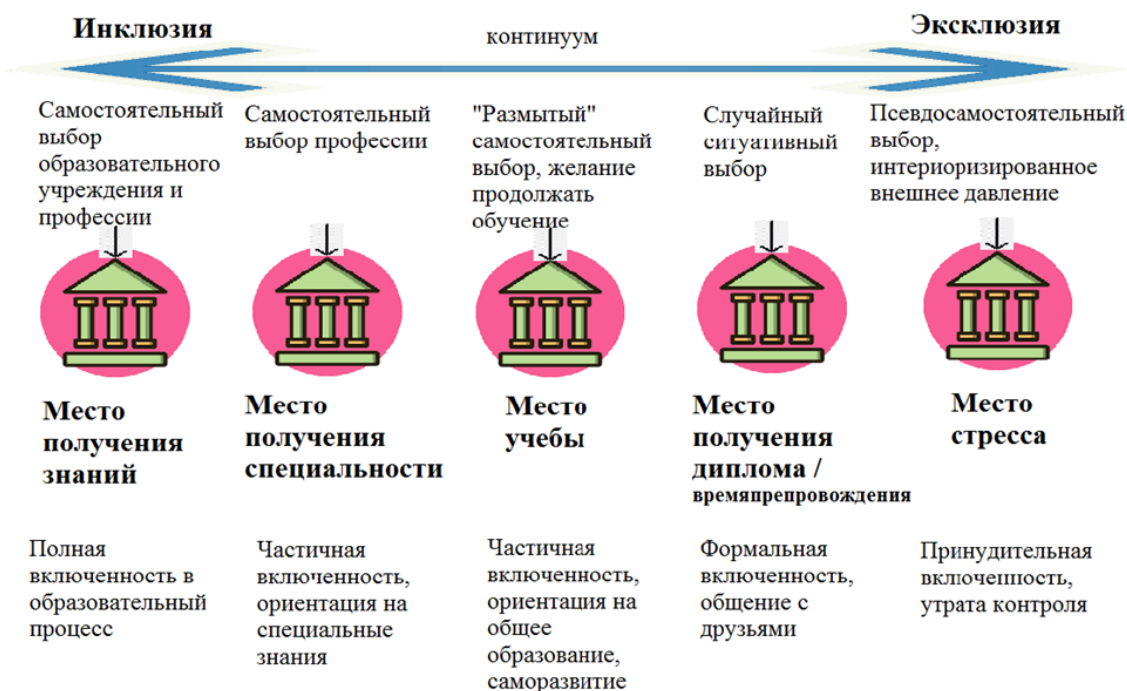 Инклюзия
континуум
Эксклюзия
Самостоятельный
выбор
образовательного
учреждения и
профессии
Самостоятельный
выбор профессии
"Размытый"
самостоятельный
выбор, желание
продолжать
обучение
Случайный
ситуативный
выбор
Псевдосамостоятельный
выбор,
интериоризированное
внешнее давление
Место
получения
знаний
Место
получения
специальности
Место
учебы
Место
получения
диплома /
времяпрепровождения
Место
стресса
Полная
включенность в
образовательный
процесс
Частичная
включенность,
ориентация на
специальные
знания
Частичная
включенность,
ориентация на
общее
образование,
саморазвитие
Формальная
включенность,
общение с
друзьями
Принудительная
включенность,
утрата контроля